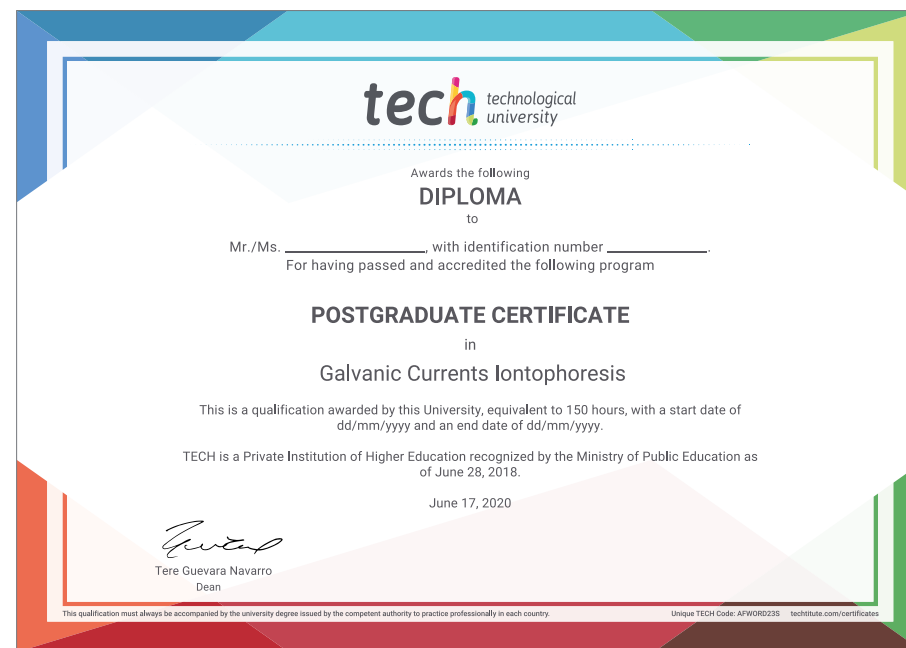 tech technological
university
Awards the following
DIPLOMA
to
Mr./Ms. ____________________, with identification number ______________.
For having passed and accredited the following program
POSTGRADUATE CERTIFICATE
in
Galvanic Currents Iontophoresis
This is a qualification awarded by this University, equivalent to 150 hours, with a start date of
dd/mm/yyyy and an end date of dd/mm/yyyy.
TECH is a Private Institution of Higher Education recognized by the Ministry of Public Education as
of June 28, 2018.
June 17, 2020
Tere Guevara Navarro
Dean
This qualification must always be accompanied by the university degree issued by the competent authority to practice professionally in each country. Unique TECH Code: AFWORD23S techtitute.com/certificates